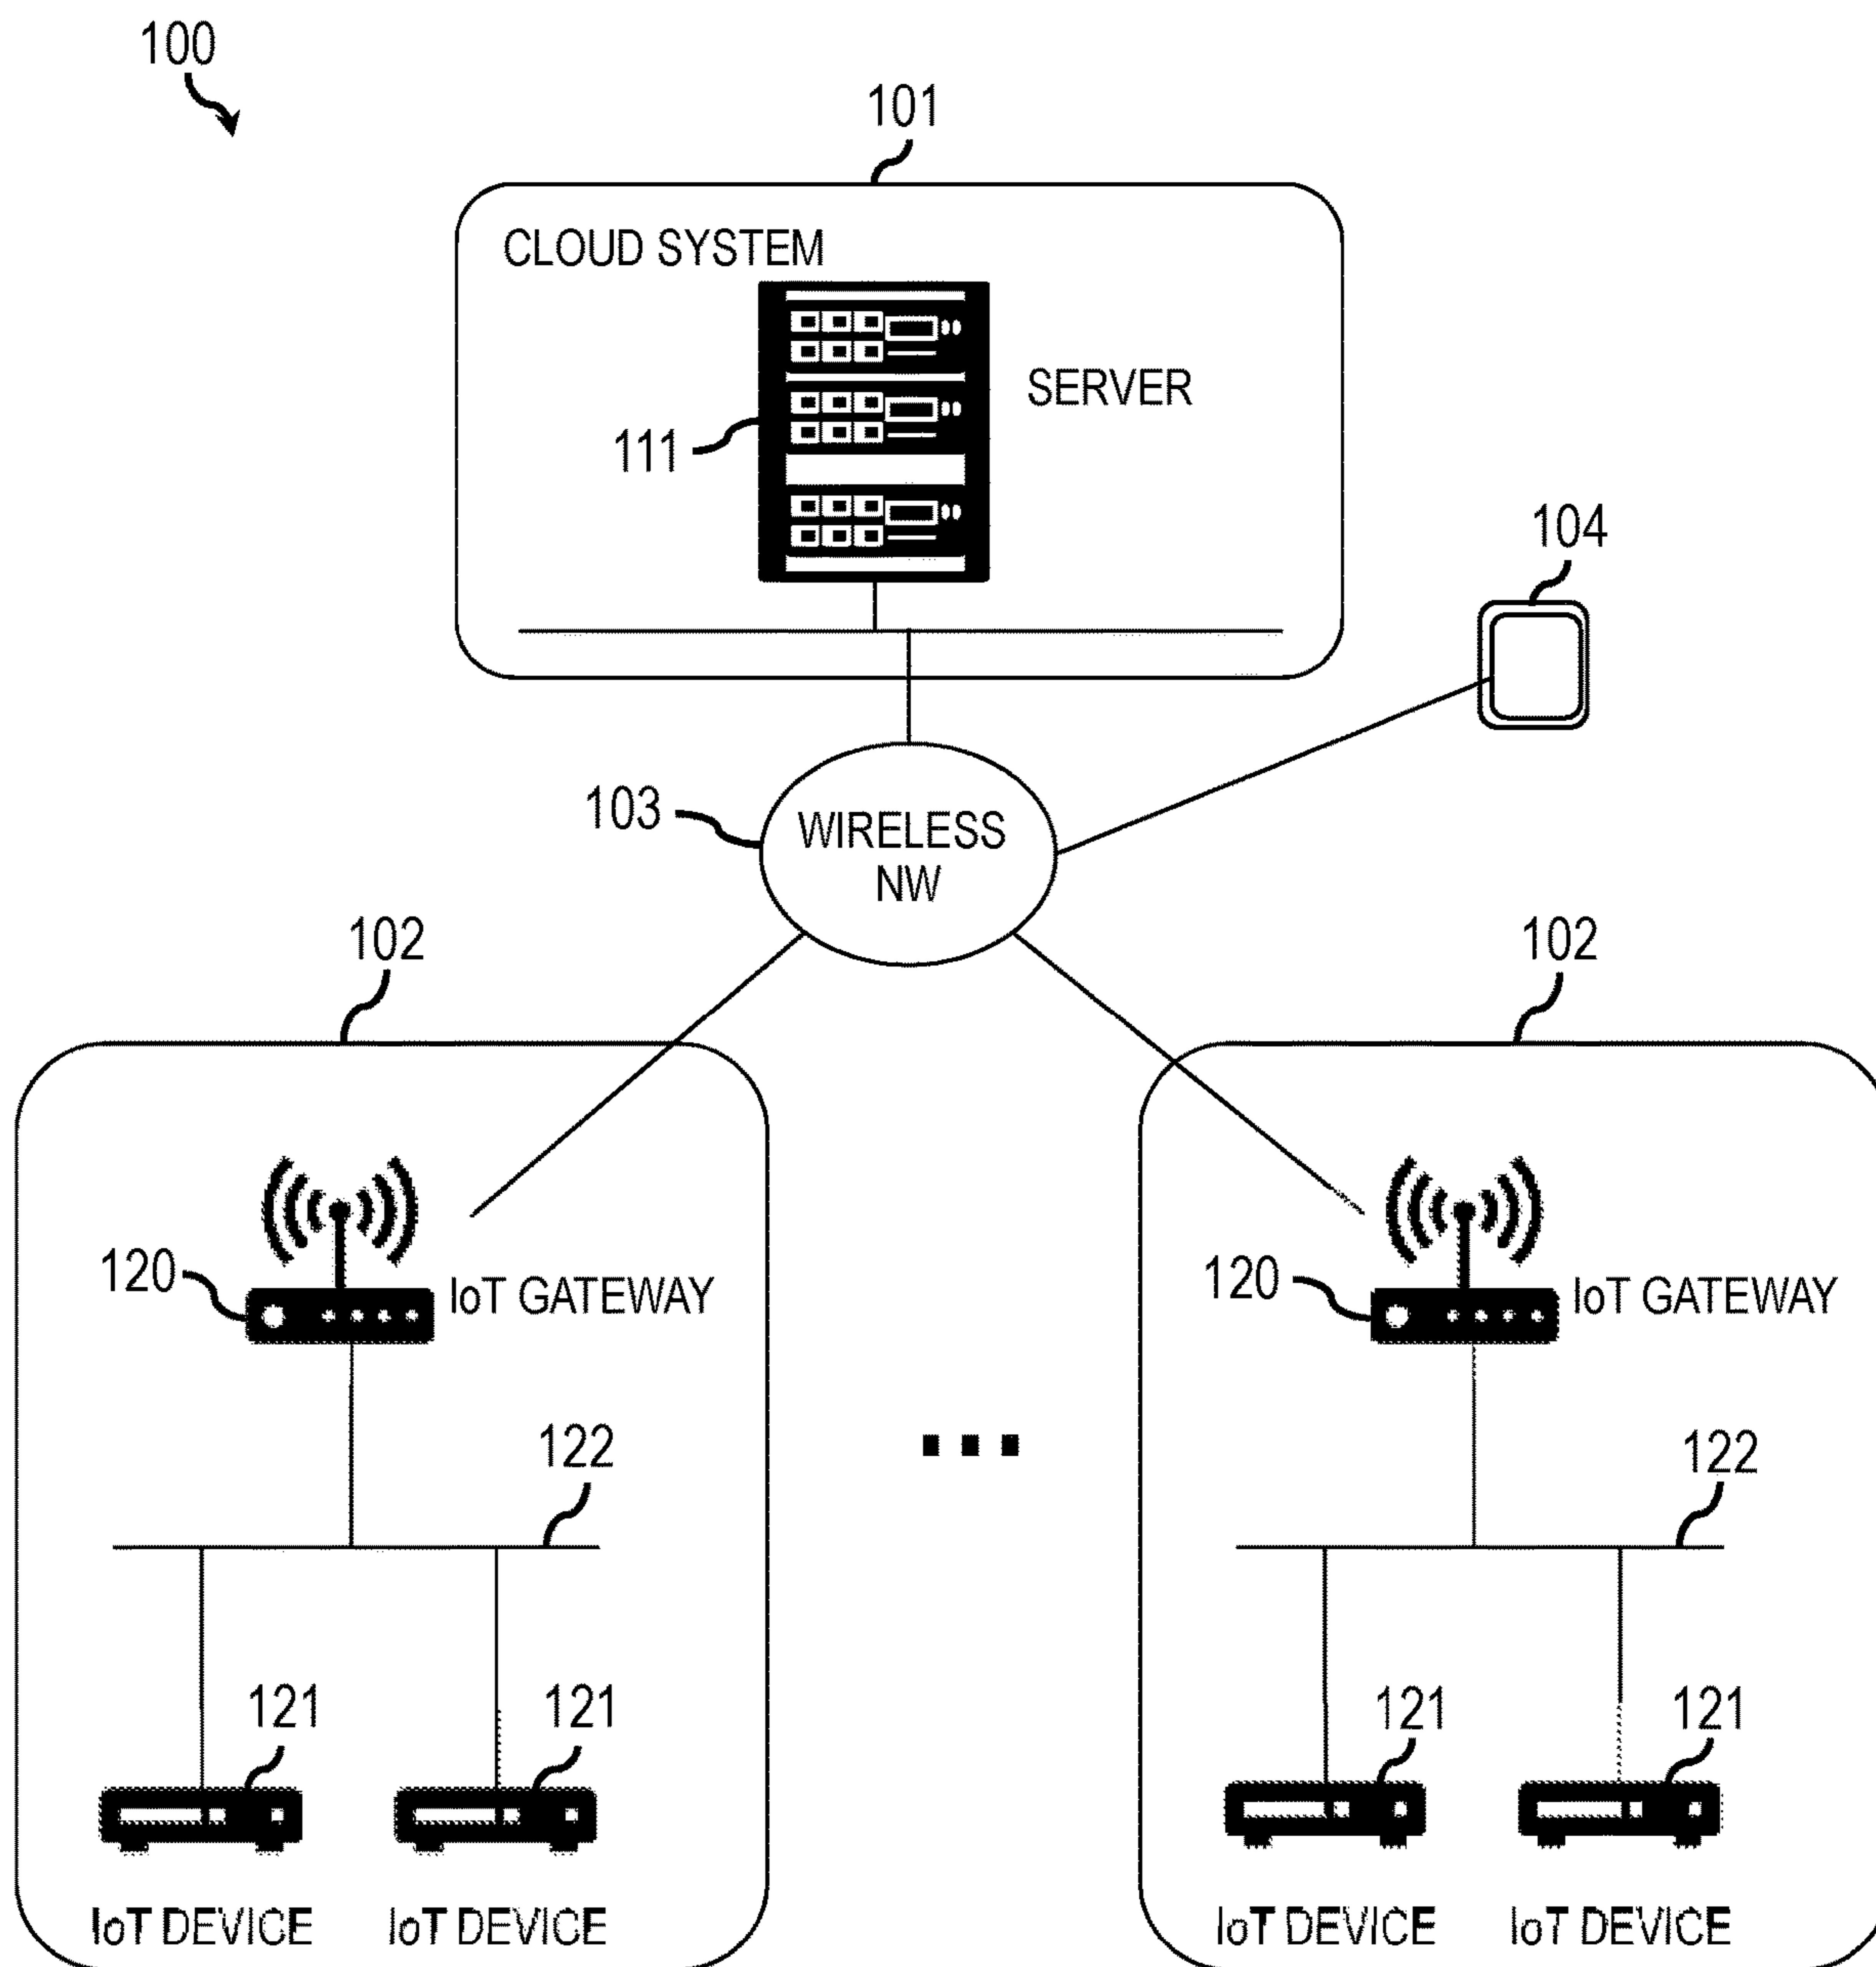 100
101
CLOUD SYSTEM
SERVER
111
104
103
WIRELESS
NW
102
102
120
IoT GATEWAY
120
IoT GATEWAY
122
122
121
121
121
121
IoT DEVICE
IoT DEVICE
IoT DEVICE
IoT DEVICE